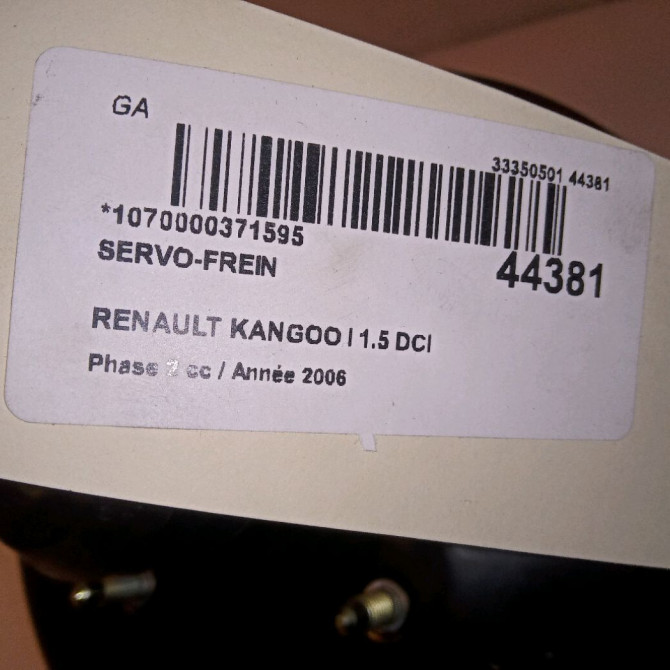 GA
33350501 44381
*1070000371595
SERVO-FREIN
44381
RENAULT KANGOO I 1.5 DCI
Phase cc / Année 2006